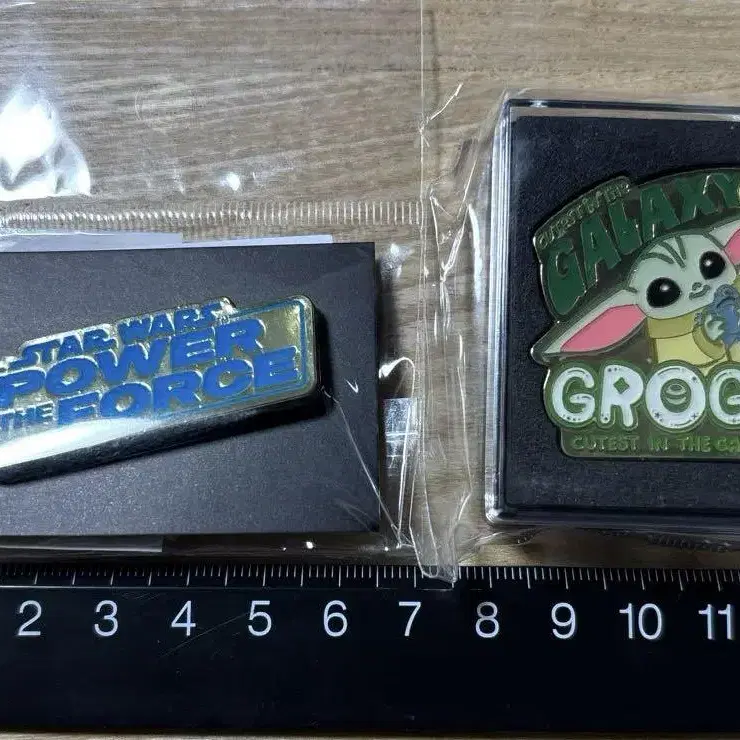 STAR WARS
POWER
THE FORCE
GALAXY
GROG
CUTEST IN THE GA
2 3 4 5 6 7 8 9 10 11